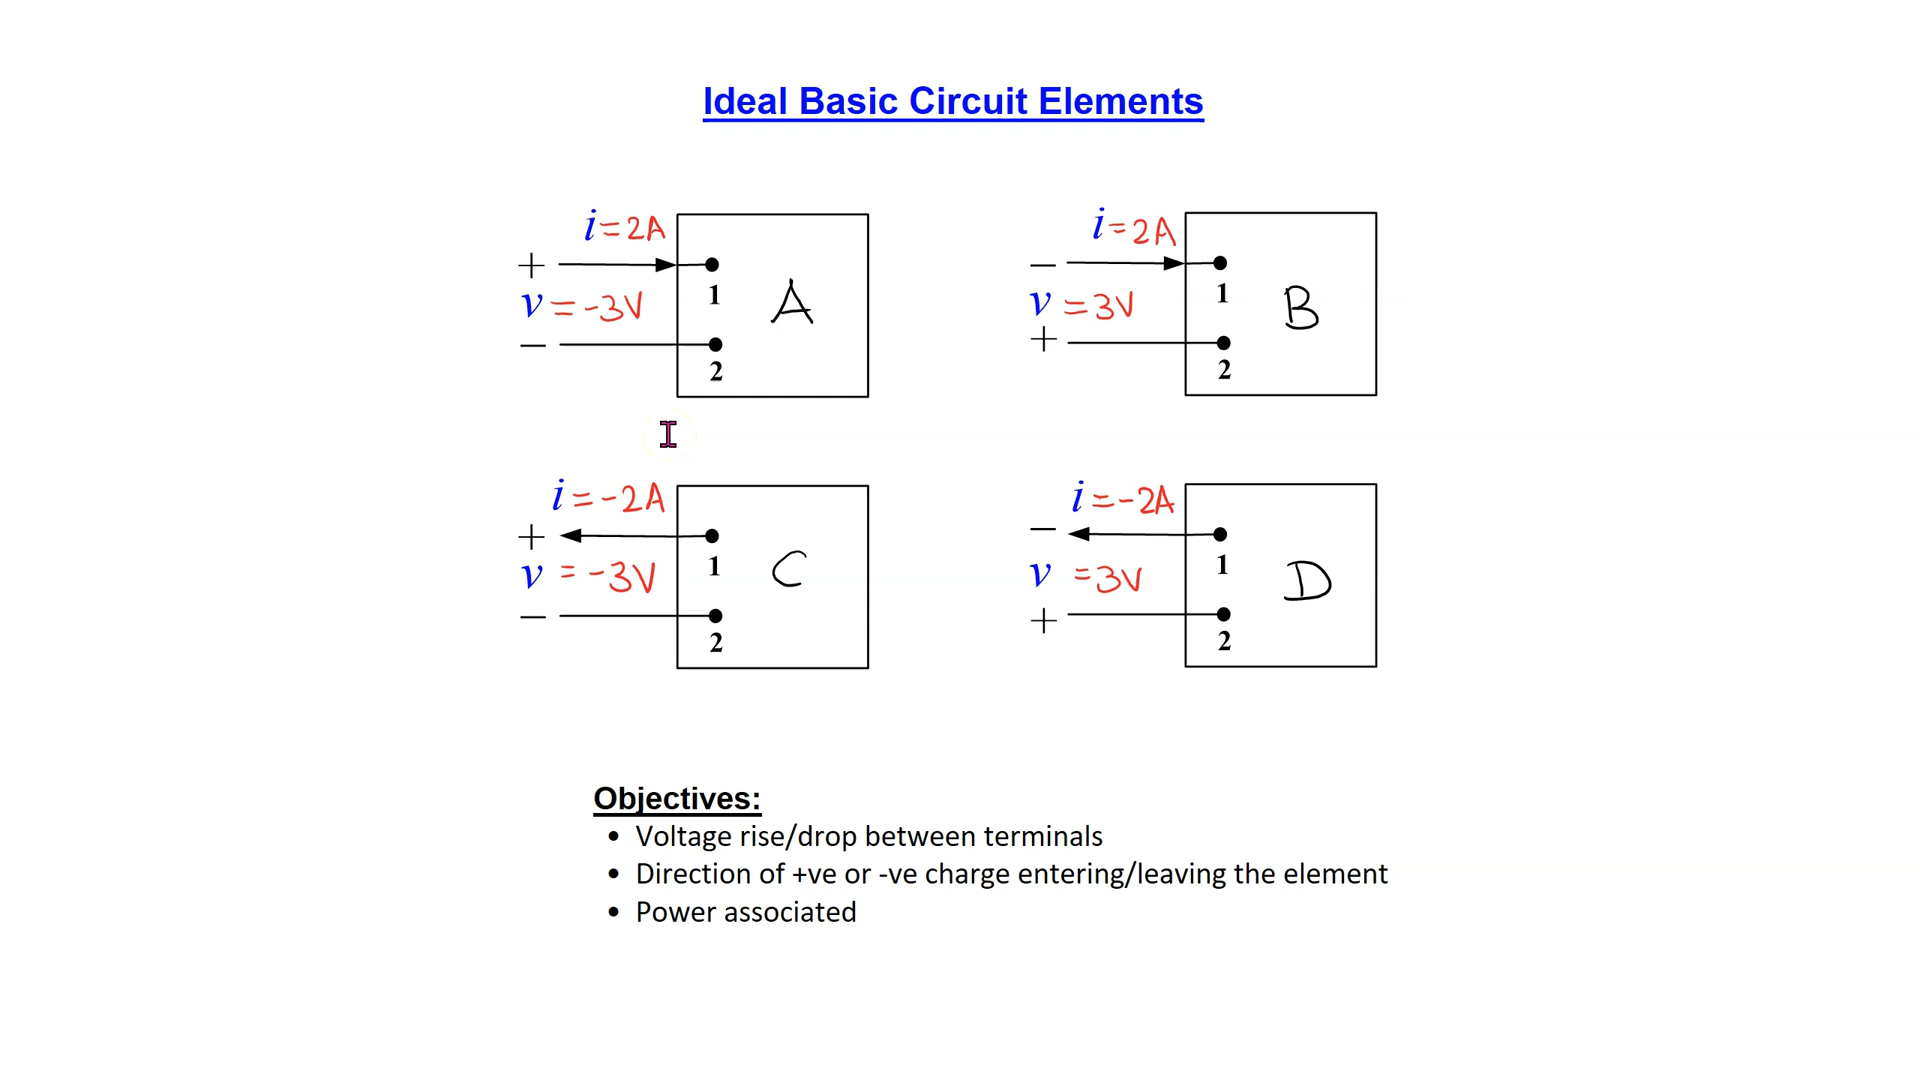 Ideal Basic Circuit Elements
i = 2A
+
1
v = -3V
A
−
2
i = 2A
−
1
v = 3V
B
+
2
i = -2A
+
1
v = -3V
C
−
2
i = -2A
−
1
v = 3V
D
+
2
Objectives:
• Voltage rise/drop between terminals
• Direction of +ve or -ve charge entering/leaving the element
• Power associated